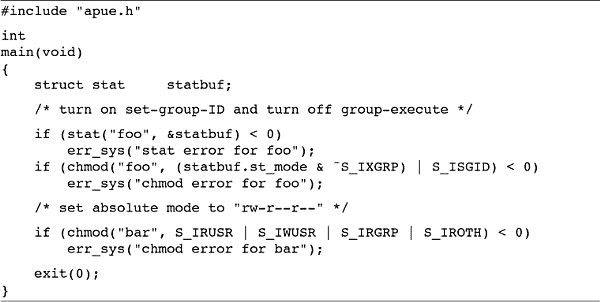 #include "apue.h"
int
main(void)
{
    struct stat     statbuf;
    /* turn on set-group-ID and turn off group-execute */
    if (stat("foo", &statbuf) < 0)
        err_sys("stat error for foo");
    if (chmod("foo", (statbuf.st_mode & ~S_IXGRP) | S_ISGID) < 0)
        err_sys("chmod error for foo");
    /* set absolute mode to "rw-r--r--" */
    if (chmod("bar", S_IRUSR | S_IWUSR | S_IRGRP | S_IROTH) < 0)
        err_sys("chmod error for bar");
    exit(0);
}